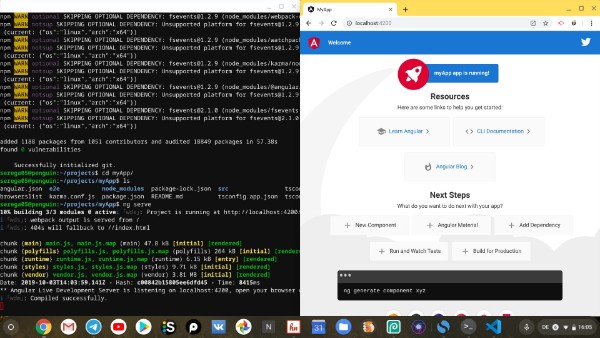 npm WARN optional SKIPPING OPTIONAL DEPENDENCY: fsevents@1.2.9 (node_modules/webpack-
npm WARN notsup SKIPPING OPTIONAL DEPENDENCY: Unsupported platform for fsevents@1.2.9
(current: {"os":"linux","arch":"x64"})
npm WARN optional SKIPPING OPTIONAL DEPENDENCY: fsevents@1.2.9 (node_modules/watchpac
npm WARN notsup SKIPPING OPTIONAL DEPENDENCY: Unsupported platform for fsevents@1.2.9
(current: {"os":"linux","arch":"x64"})
npm WARN optional SKIPPING OPTIONAL DEPENDENCY: fsevents@1.2.9 (node_modules/karma/no
npm WARN notsup SKIPPING OPTIONAL DEPENDENCY: Unsupported platform for fsevents@1.2.9
(current: {"os":"linux","arch":"x64"})
npm WARN optional SKIPPING OPTIONAL DEPENDENCY: fsevents@1.2.9 (node_modules/@angular
npm WARN notsup SKIPPING OPTIONAL DEPENDENCY: Unsupported platform for fsevents@1.2.9
(current: {"os":"linux","arch":"x64"})
npm WARN optional SKIPPING OPTIONAL DEPENDENCY: fsevents@2.1.0 (node_modules/fsevents
npm WARN notsup SKIPPING OPTIONAL DEPENDENCY: Unsupported platform for fsevents@2.1.0
(current: {"os":"linux","arch":"x64"})
added 1188 packages from 1051 contributors and audited 18849 packages in 57.38s
found 0 vulnerabilities
Successfully initialized git.
:~/projects$ cd myApp/
:~/projects/myApp$ ls
angular.json e2e node_modules package-lock.json src tsco
browserslist karma.conf.js package.json README.md tsconfig.app.json tsco
:~/projects/myApp$ ng serve
10% building 3/3 modules 0 active: Project is running at http://localhost:4200/
webpack output is served from /
404s will fallback to //index.html
chunk {main} main.js, main.js.map (main) 47.8 kB [initial] [rendered]
chunk {polyfills} polyfills.js, polyfills.js.map (polyfills) 264 kB [initial] [rendered]
chunk {runtime} runtime.js, runtime.js.map (runtime) 6.15 kB [entry] [rendered]
chunk {styles} styles.js, styles.js.map (styles) 9.71 kB [initial] [rendered]
chunk {vendor} vendor.js, vendor.js.map (vendor) 3.81 MB [initial] [rendered]
Date: 2019-10-03T14:03:59.141Z - Hash: c00842b15805ee6dfd45 - Time: 8415ms
** Angular Live Development Server is listening on localhost:4200, open your browser o
Compiled successfully.
MyApp
localhost:4200
Welcome
myApp app is running!
Resources
Here are some links to help you get started:
Learn Angular
CLI Documentation
Angular Blog
Next Steps
What do you want to do next with your app?
New Component
Angular Material
Add Dependency
Run and Watch Tests
Build for Production
ng generate component xyz
DE
16:05